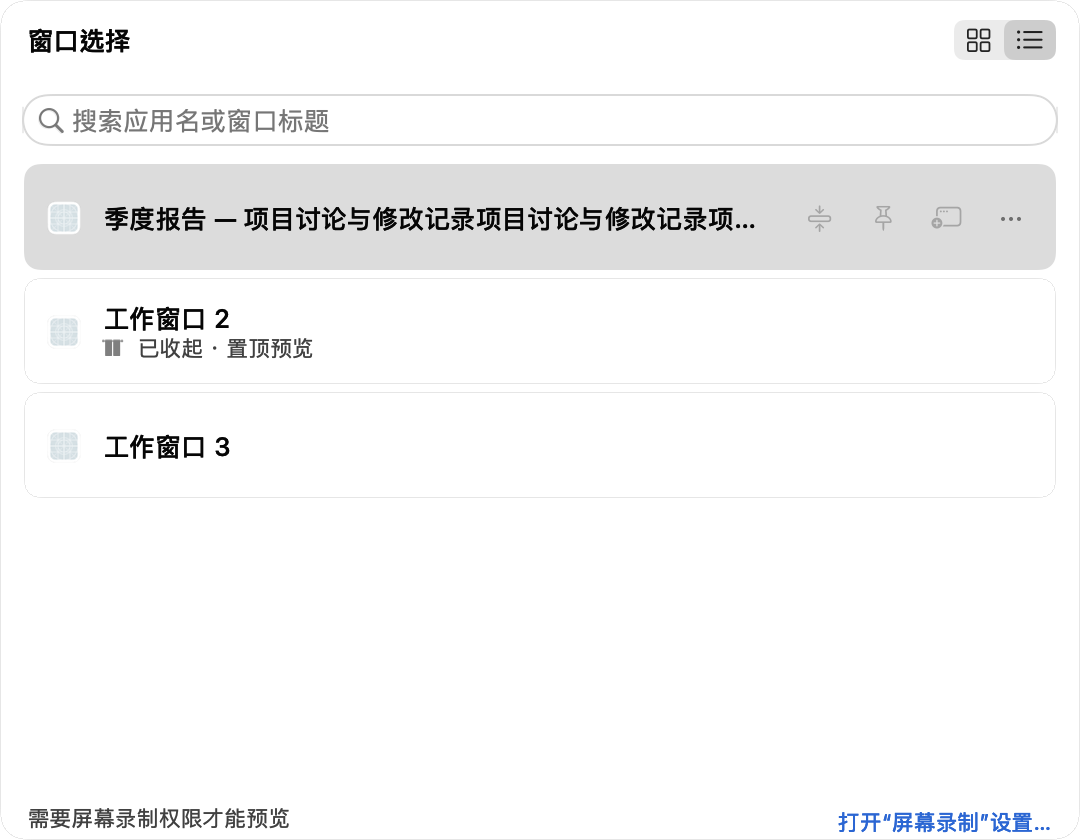 窗口选择
搜索应用名或窗口标题
季度报告 — 项目讨论与修改记录项目讨论与修改记录项...
工作窗口 2
已收起 · 置顶预览
工作窗口 3
需要屏幕录制权限才能预览
打开“屏幕录制”设置...